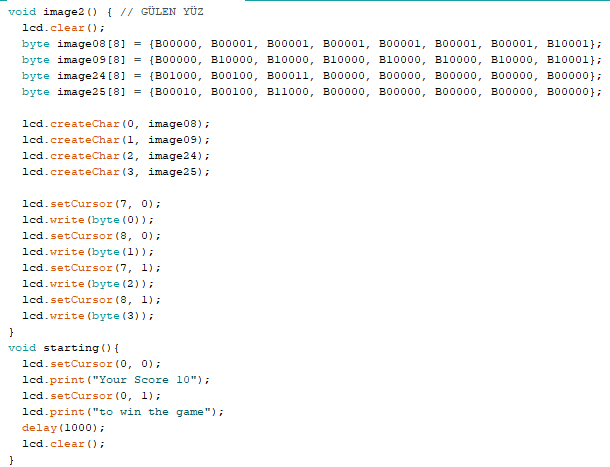 void image2() { // GÜLEN YÜZ
  lcd.clear();
  byte image08[8] = {B00000, B00001, B00001, B00001, B00001, B00001, B00001, B10001};
  byte image09[8] = {B00000, B10000, B10000, B10000, B10000, B10000, B10000, B10001};
  byte image24[8] = {B01000, B00100, B00011, B00000, B00000, B00000, B00000, B00000};
  byte image25[8] = {B00010, B00100, B11000, B00000, B00000, B00000, B00000, B00000};

  lcd.createChar(0, image08);
  lcd.createChar(1, image09);
  lcd.createChar(2, image24);
  lcd.createChar(3, image25);

  lcd.setCursor(7, 0);
  lcd.write(byte(0));
  lcd.setCursor(8, 0);
  lcd.write(byte(1));
  lcd.setCursor(7, 1);
  lcd.write(byte(2));
  lcd.setCursor(8, 1);
  lcd.write(byte(3));
}
void starting(){
  lcd.setCursor(0, 0);
  lcd.print("Your Score 10");
  lcd.setCursor(0, 1);
  lcd.print("to win the game");
  delay(1000);
  lcd.clear();
}